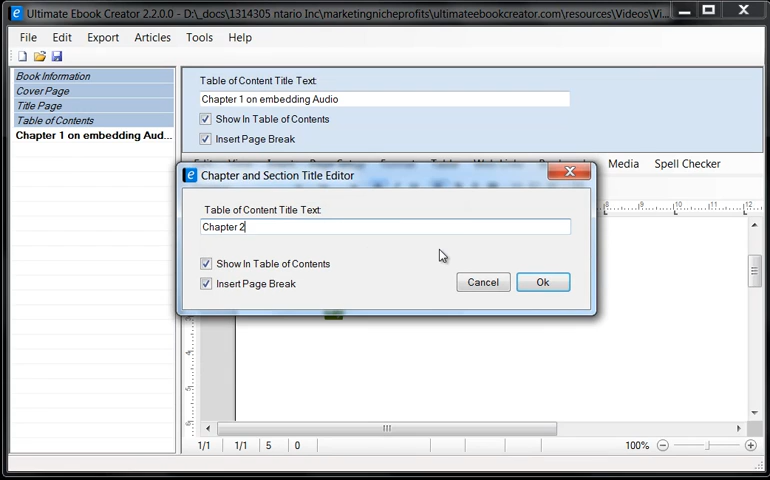 Ultimate Ebook Creator 2.2.0.0 - D:\_docs\1314305 ntario Inc\marketingnicheprofits\ultimateebookcreator.com\resources\Videos\Vi...
File Edit Export Articles Tools Help
Book Information
Cover Page
Title Page
Table of Contents
Chapter 1 on embedding Aud...
Table of Content Title Text:
Chapter 1 on embedding Audio
Show In Table of Contents
Insert Page Break
Media Spell Checker
Chapter and Section Title Editor
Table of Content Title Text:
Chapter 2
Show In Table of Contents
Insert Page Break
Cancel Ok
1/1 1/1 5 0 100%